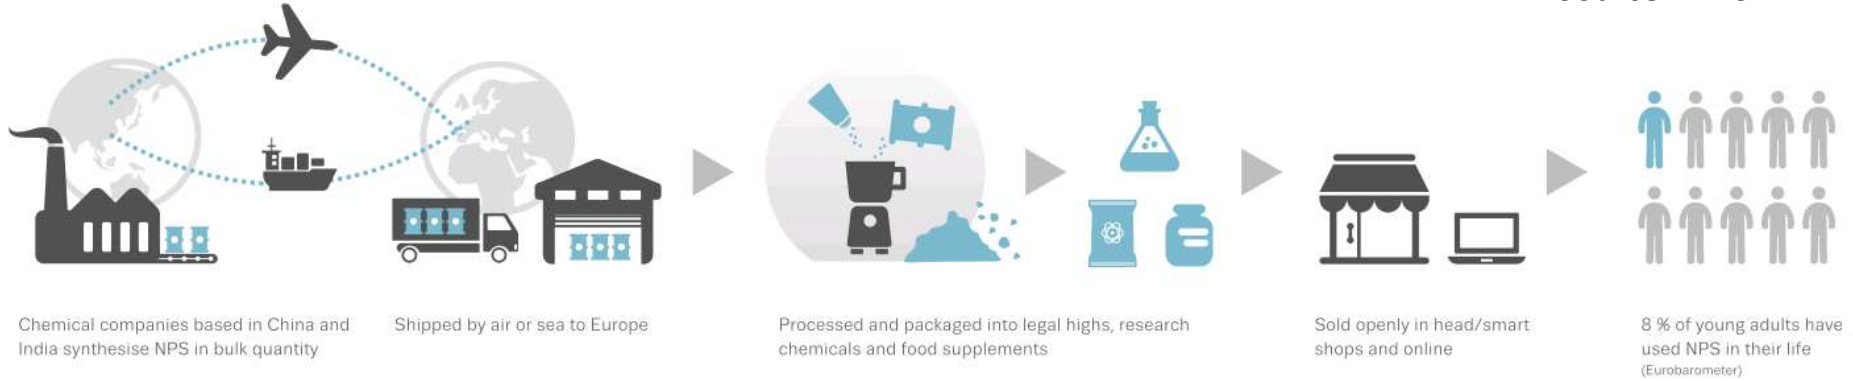 Chemical companies based in China and
India synthesise NPS in bulk quantity
Shipped by air or sea to Europe
Processed and packaged into legal highs, research
chemicals and food supplements
Sold openly in head/smart
shops and online
8 % of young adults have
used NPS in their life
(Eurobarometer)